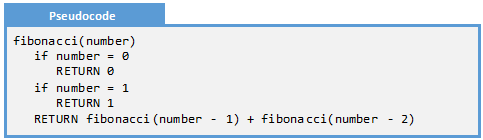 Pseudocode
fibonacci(number)
   if number = 0
      RETURN 0
   if number = 1
      RETURN 1
   RETURN fibonacci(number - 1) + fibonacci(number - 2)